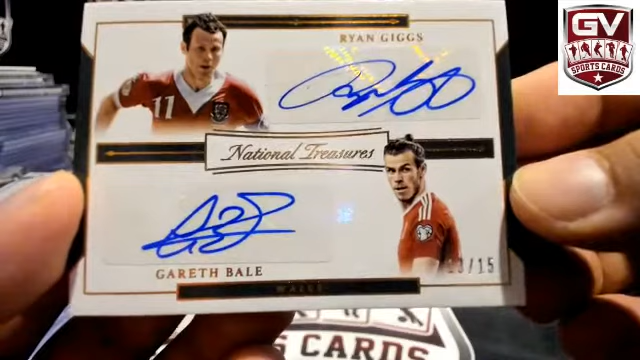 GV
SPORTS CARDS
RYAN GIGGS
11
National Treasures
GARETH BALE
WALES
/15
CARDS